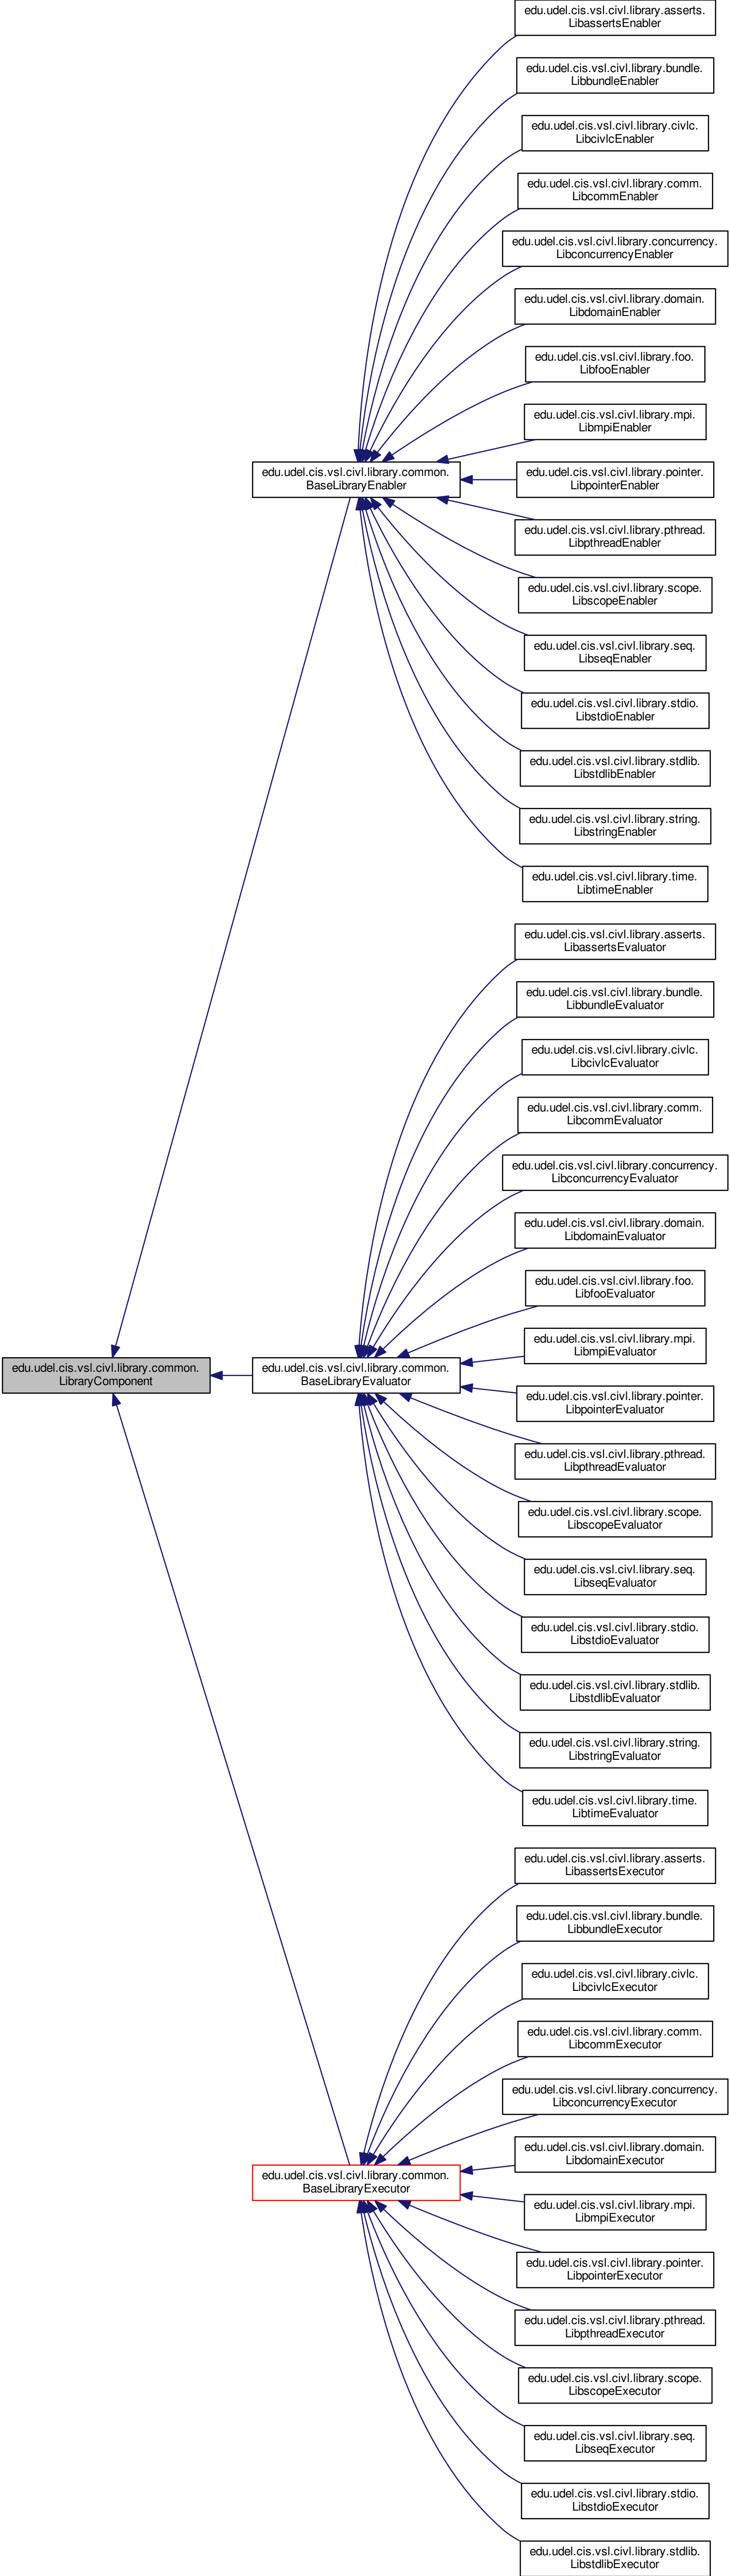 edu.udel.cis.vsl.civl.library.asserts.
LibassertsEnabler
edu.udel.cis.vsl.civl.library.bundle.
LibbundleEnabler
edu.udel.cis.vsl.civl.library.civlc.
LibcivlcEnabler
edu.udel.cis.vsl.civl.library.comm.
LibcommEnabler
edu.udel.cis.vsl.civl.library.concurrency.
LibconcurrencyEnabler
edu.udel.cis.vsl.civl.library.domain.
LibdomainEnabler
edu.udel.cis.vsl.civl.library.foo.
LibfooEnabler
edu.udel.cis.vsl.civl.library.mpi.
LibmpiEnabler
edu.udel.cis.vsl.civl.library.common.
BaseLibraryEnabler
edu.udel.cis.vsl.civl.library.pointer.
LibpointerEnabler
edu.udel.cis.vsl.civl.library.pthread.
LibpthreadEnabler
edu.udel.cis.vsl.civl.library.scope.
LibscopeEnabler
edu.udel.cis.vsl.civl.library.seq.
LibseqEnabler
edu.udel.cis.vsl.civl.library.stdio.
LibstdioEnabler
edu.udel.cis.vsl.civl.library.stdlib.
LibstdlibEnabler
edu.udel.cis.vsl.civl.library.string.
LibstringEnabler
edu.udel.cis.vsl.civl.library.time.
LibtimeEnabler
edu.udel.cis.vsl.civl.library.asserts.
LibassertsEvaluator
edu.udel.cis.vsl.civl.library.bundle.
LibbundleEvaluator
edu.udel.cis.vsl.civl.library.civlc.
LibcivlcEvaluator
edu.udel.cis.vsl.civl.library.comm.
LibcommEvaluator
edu.udel.cis.vsl.civl.library.concurrency.
LibconcurrencyEvaluator
edu.udel.cis.vsl.civl.library.domain.
LibdomainEvaluator
edu.udel.cis.vsl.civl.library.foo.
LibfooEvaluator
edu.udel.cis.vsl.civl.library.mpi.
LibmpiEvaluator
edu.udel.cis.vsl.civl.library.common.
LibraryComponent
edu.udel.cis.vsl.civl.library.common.
BaseLibraryEvaluator
edu.udel.cis.vsl.civl.library.pointer.
LibpointerEvaluator
edu.udel.cis.vsl.civl.library.pthread.
LibpthreadEvaluator
edu.udel.cis.vsl.civl.library.scope.
LibscopeEvaluator
edu.udel.cis.vsl.civl.library.seq.
LibseqEvaluator
edu.udel.cis.vsl.civl.library.stdio.
LibstdioEvaluator
edu.udel.cis.vsl.civl.library.stdlib.
LibstdlibEvaluator
edu.udel.cis.vsl.civl.library.string.
LibstringEvaluator
edu.udel.cis.vsl.civl.library.time.
LibtimeEvaluator
edu.udel.cis.vsl.civl.library.asserts.
LibassertsExecutor
edu.udel.cis.vsl.civl.library.bundle.
LibbundleExecutor
edu.udel.cis.vsl.civl.library.civlc.
LibcivlcExecutor
edu.udel.cis.vsl.civl.library.comm.
LibcommExecutor
edu.udel.cis.vsl.civl.library.concurrency.
LibconcurrencyExecutor
edu.udel.cis.vsl.civl.library.domain.
LibdomainExecutor
edu.udel.cis.vsl.civl.library.common.
BaseLibraryExecutor
edu.udel.cis.vsl.civl.library.mpi.
LibmpiExecutor
edu.udel.cis.vsl.civl.library.pointer.
LibpointerExecutor
edu.udel.cis.vsl.civl.library.pthread.
LibpthreadExecutor
edu.udel.cis.vsl.civl.library.scope.
LibscopeExecutor
edu.udel.cis.vsl.civl.library.seq.
LibseqExecutor
edu.udel.cis.vsl.civl.library.stdio.
LibstdioExecutor
edu.udel.cis.vsl.civl.library.stdlib.
LibstdlibExecutor